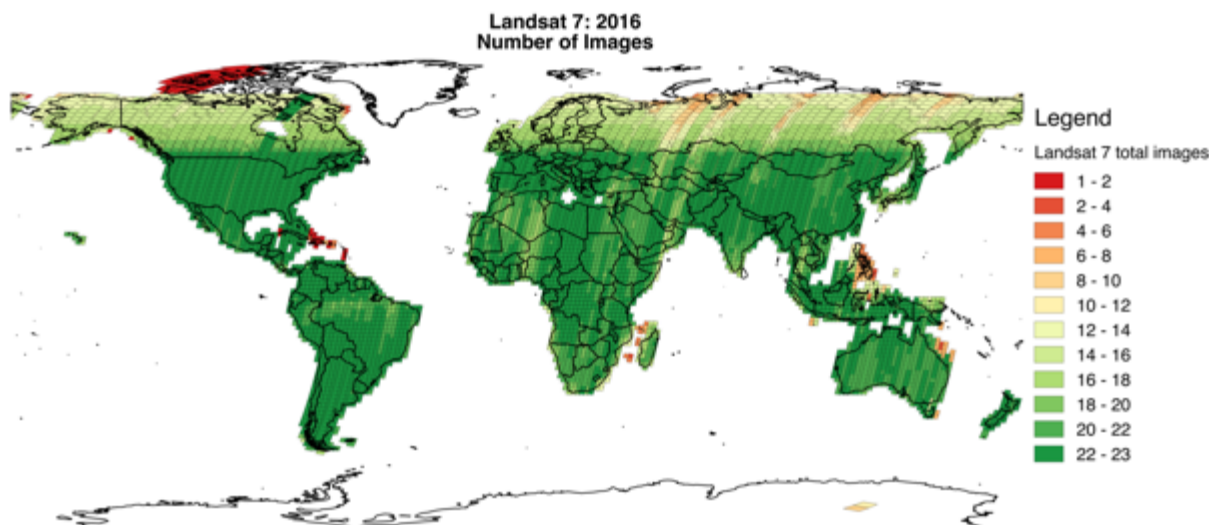 Landsat 7: 2016
Number of Images
Legend
Landsat 7 total images
1 - 2
2 - 4
4 - 6
6 - 8
8 - 10
10 - 12
12 - 14
14 - 16
16 - 18
18 - 20
20 - 22
22 - 23